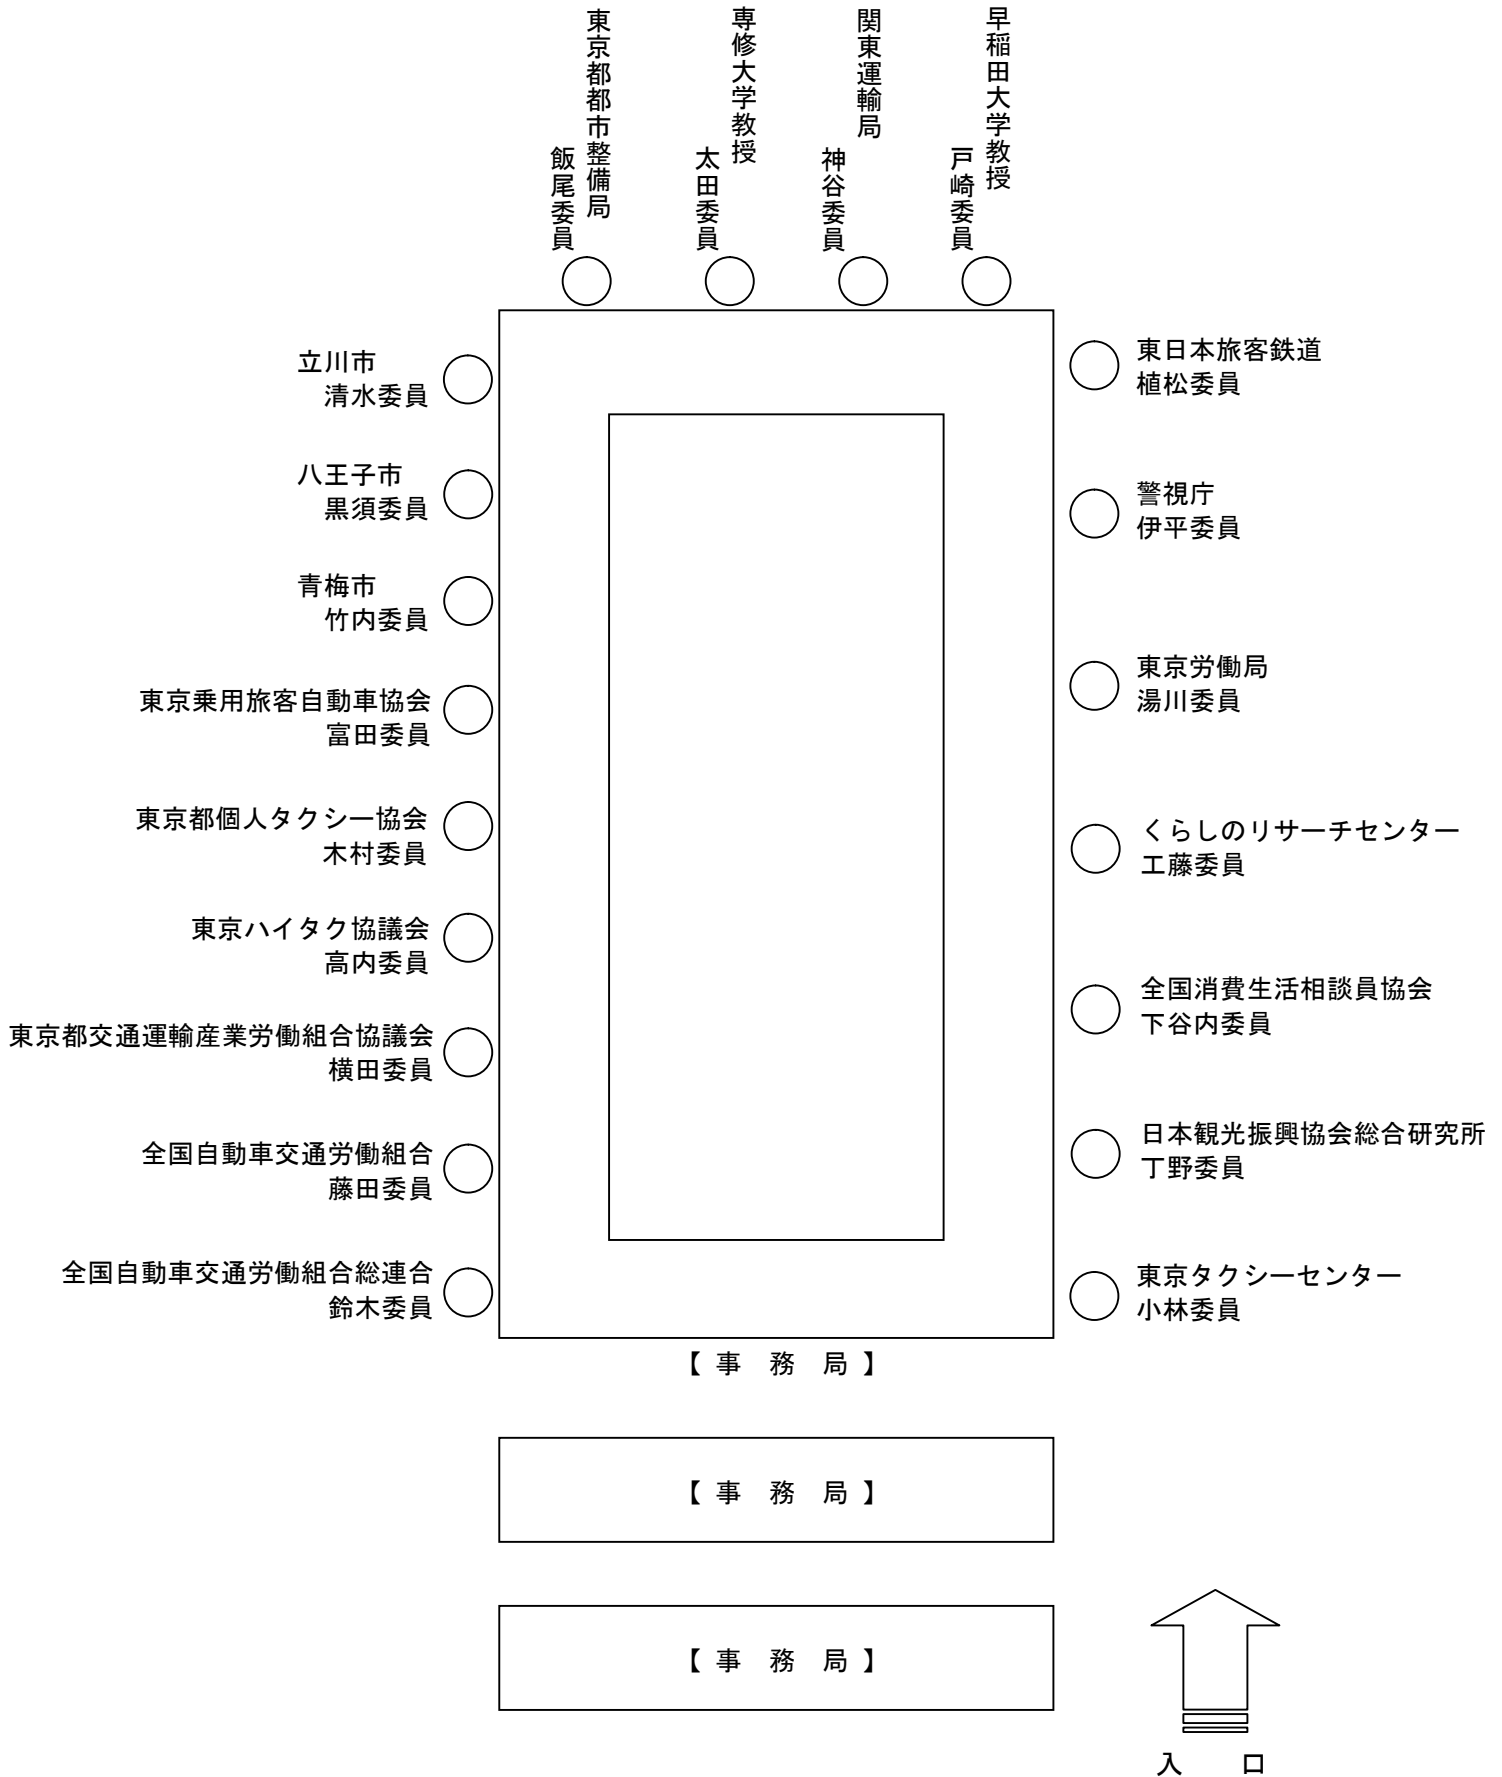 東京都都市整備局
飯尾委員
専修大学教授
太田委員
関東運輸局
神谷委員
早稲田大学教授
戸崎委員
立川市
清水委員
八王子市
黒須委員
青梅市
竹内委員
東京乗用旅客自動車協会
富田委員
東京都個人タクシー協会
木村委員
東京ハイタク協議会
高内委員
東京都交通運輸産業労働組合協議会
横田委員
全国自動車交通労働組合
藤田委員
全国自動車交通労働組合総連合
鈴木委員
東日本旅客鉄道
植松委員
警視庁
伊平委員
東京労働局
湯川委員
くらしのリサーチセンター
工藤委員
全国消費生活相談員協会
下谷内委員
日本観光振興協会総合研究所
丁野委員
東京タクシーセンター
小林委員
【 事　務　局 】
【 事　務　局 】
【 事　務　局 】
入　　口